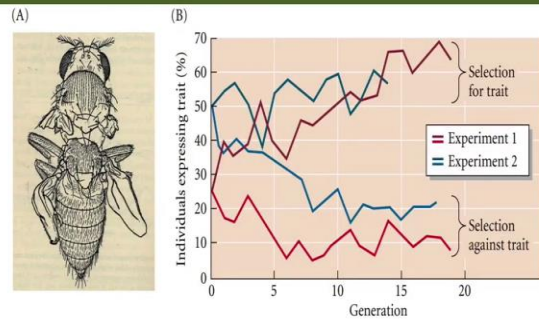 (A)
(B)
Individuals expressing trait (%)
70
60
50
40
30
20
10
0
0
5
10
15
20
Generation
Selection
for trait
Experiment 1
Experiment 2
Selection
against trait